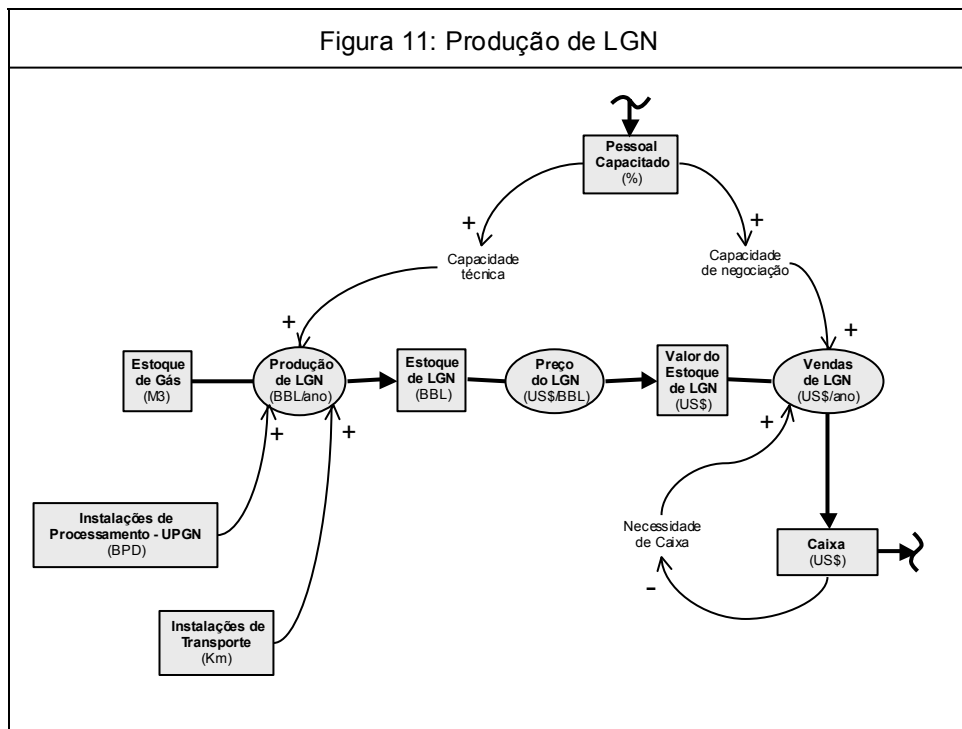 Figura 11: Produção de LGN
Pessoal
Capacitado
(%)
+
+
Capacidade
técnica
Capacidade
de negociação
+
+
Estoque
de Gás
(M3)
Produção
de LGN
(BBL/ano)
Estoque
de LGN
(BBL)
Preço
do LGN
(US$/BBL)
Valor do
Estoque
de LGN
(US$)
Vendas
de LGN
(US$/ano)
+
+
+
Instalações de
Processamento - UPGN
(BPD)
Necessidade
de Caixa
Caixa
(US$)
-
Instalações de
Transporte
(Km)